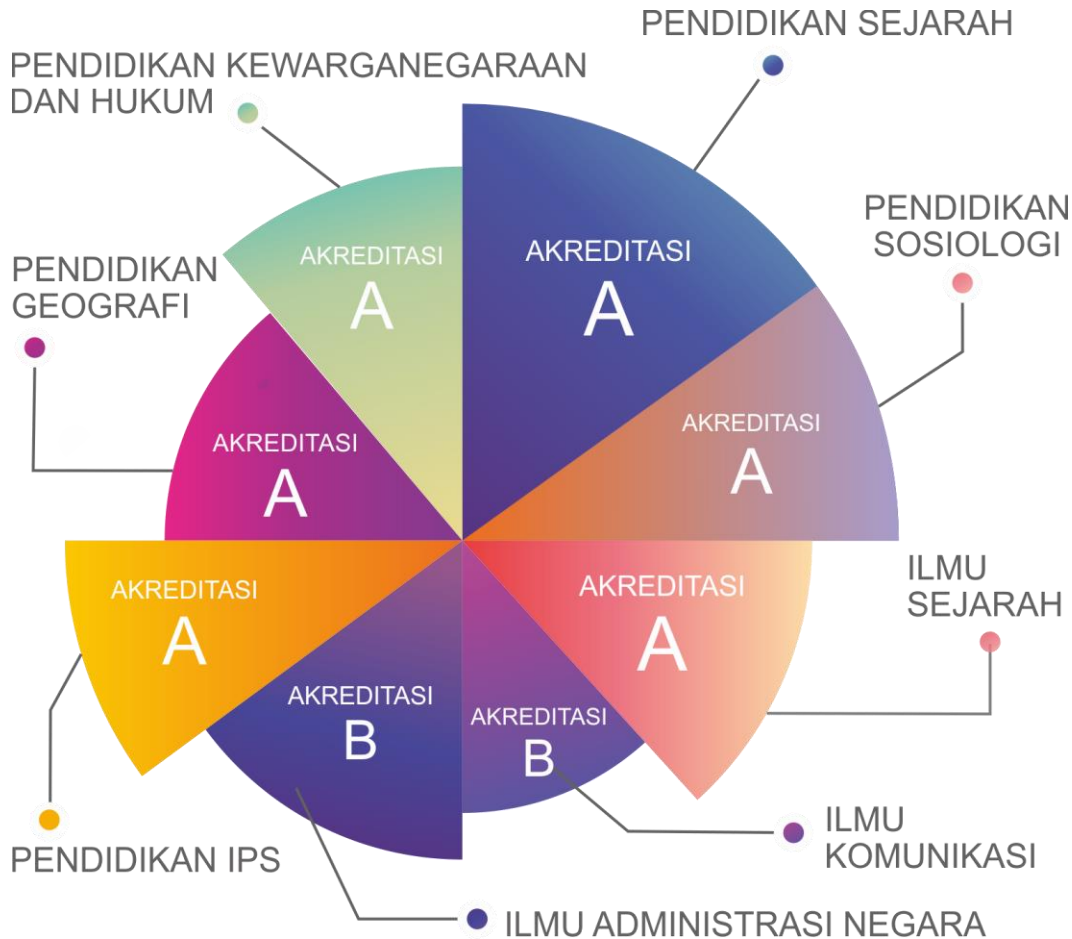 PENDIDIKAN SEJARAH
PENDIDIKAN KEWARGANEGARAAN
DAN HUKUM
PENDIDIKAN
SOSIOLOGI
PENDIDIKAN
GEOGRAFI
AKREDITASI
A
AKREDITASI
A
AKREDITASI
A
AKREDITASI
A
AKREDITASI
A
AKREDITASI
A
ILMU
SEJARAH
AKREDITASI
B
AKREDITASI
B
ILMU
KOMUNIKASI
PENDIDIKAN IPS
ILMU ADMINISTRASI NEGARA